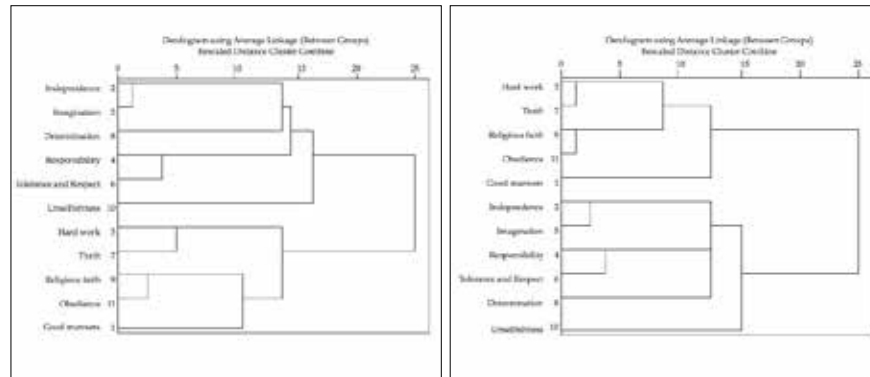 Dendogram using Average Linkage (Between Groups)
Rescaled Distance Cluster Combine
0 5 10 15 20 25
Independence 2
Imagination 5
Determination 8
Responsibility 4
Tolerance and Respect 6
Unselfishness 10
Hard work 3
Thrift 7
Religious faith 9
Obedience 11
Good manners 1
Dendogram using Average Linkage (Between Groups)
Rescaled Distance Cluster Combine
0 5 10 15 20 25
Hard work 3
Thrift 7
Religious faith 9
Obedience 11
Good manners 1
Independence 2
Imagination 5
Responsibility 4
Tolerance and Respect 6
Determination 8
Unselfishness 10